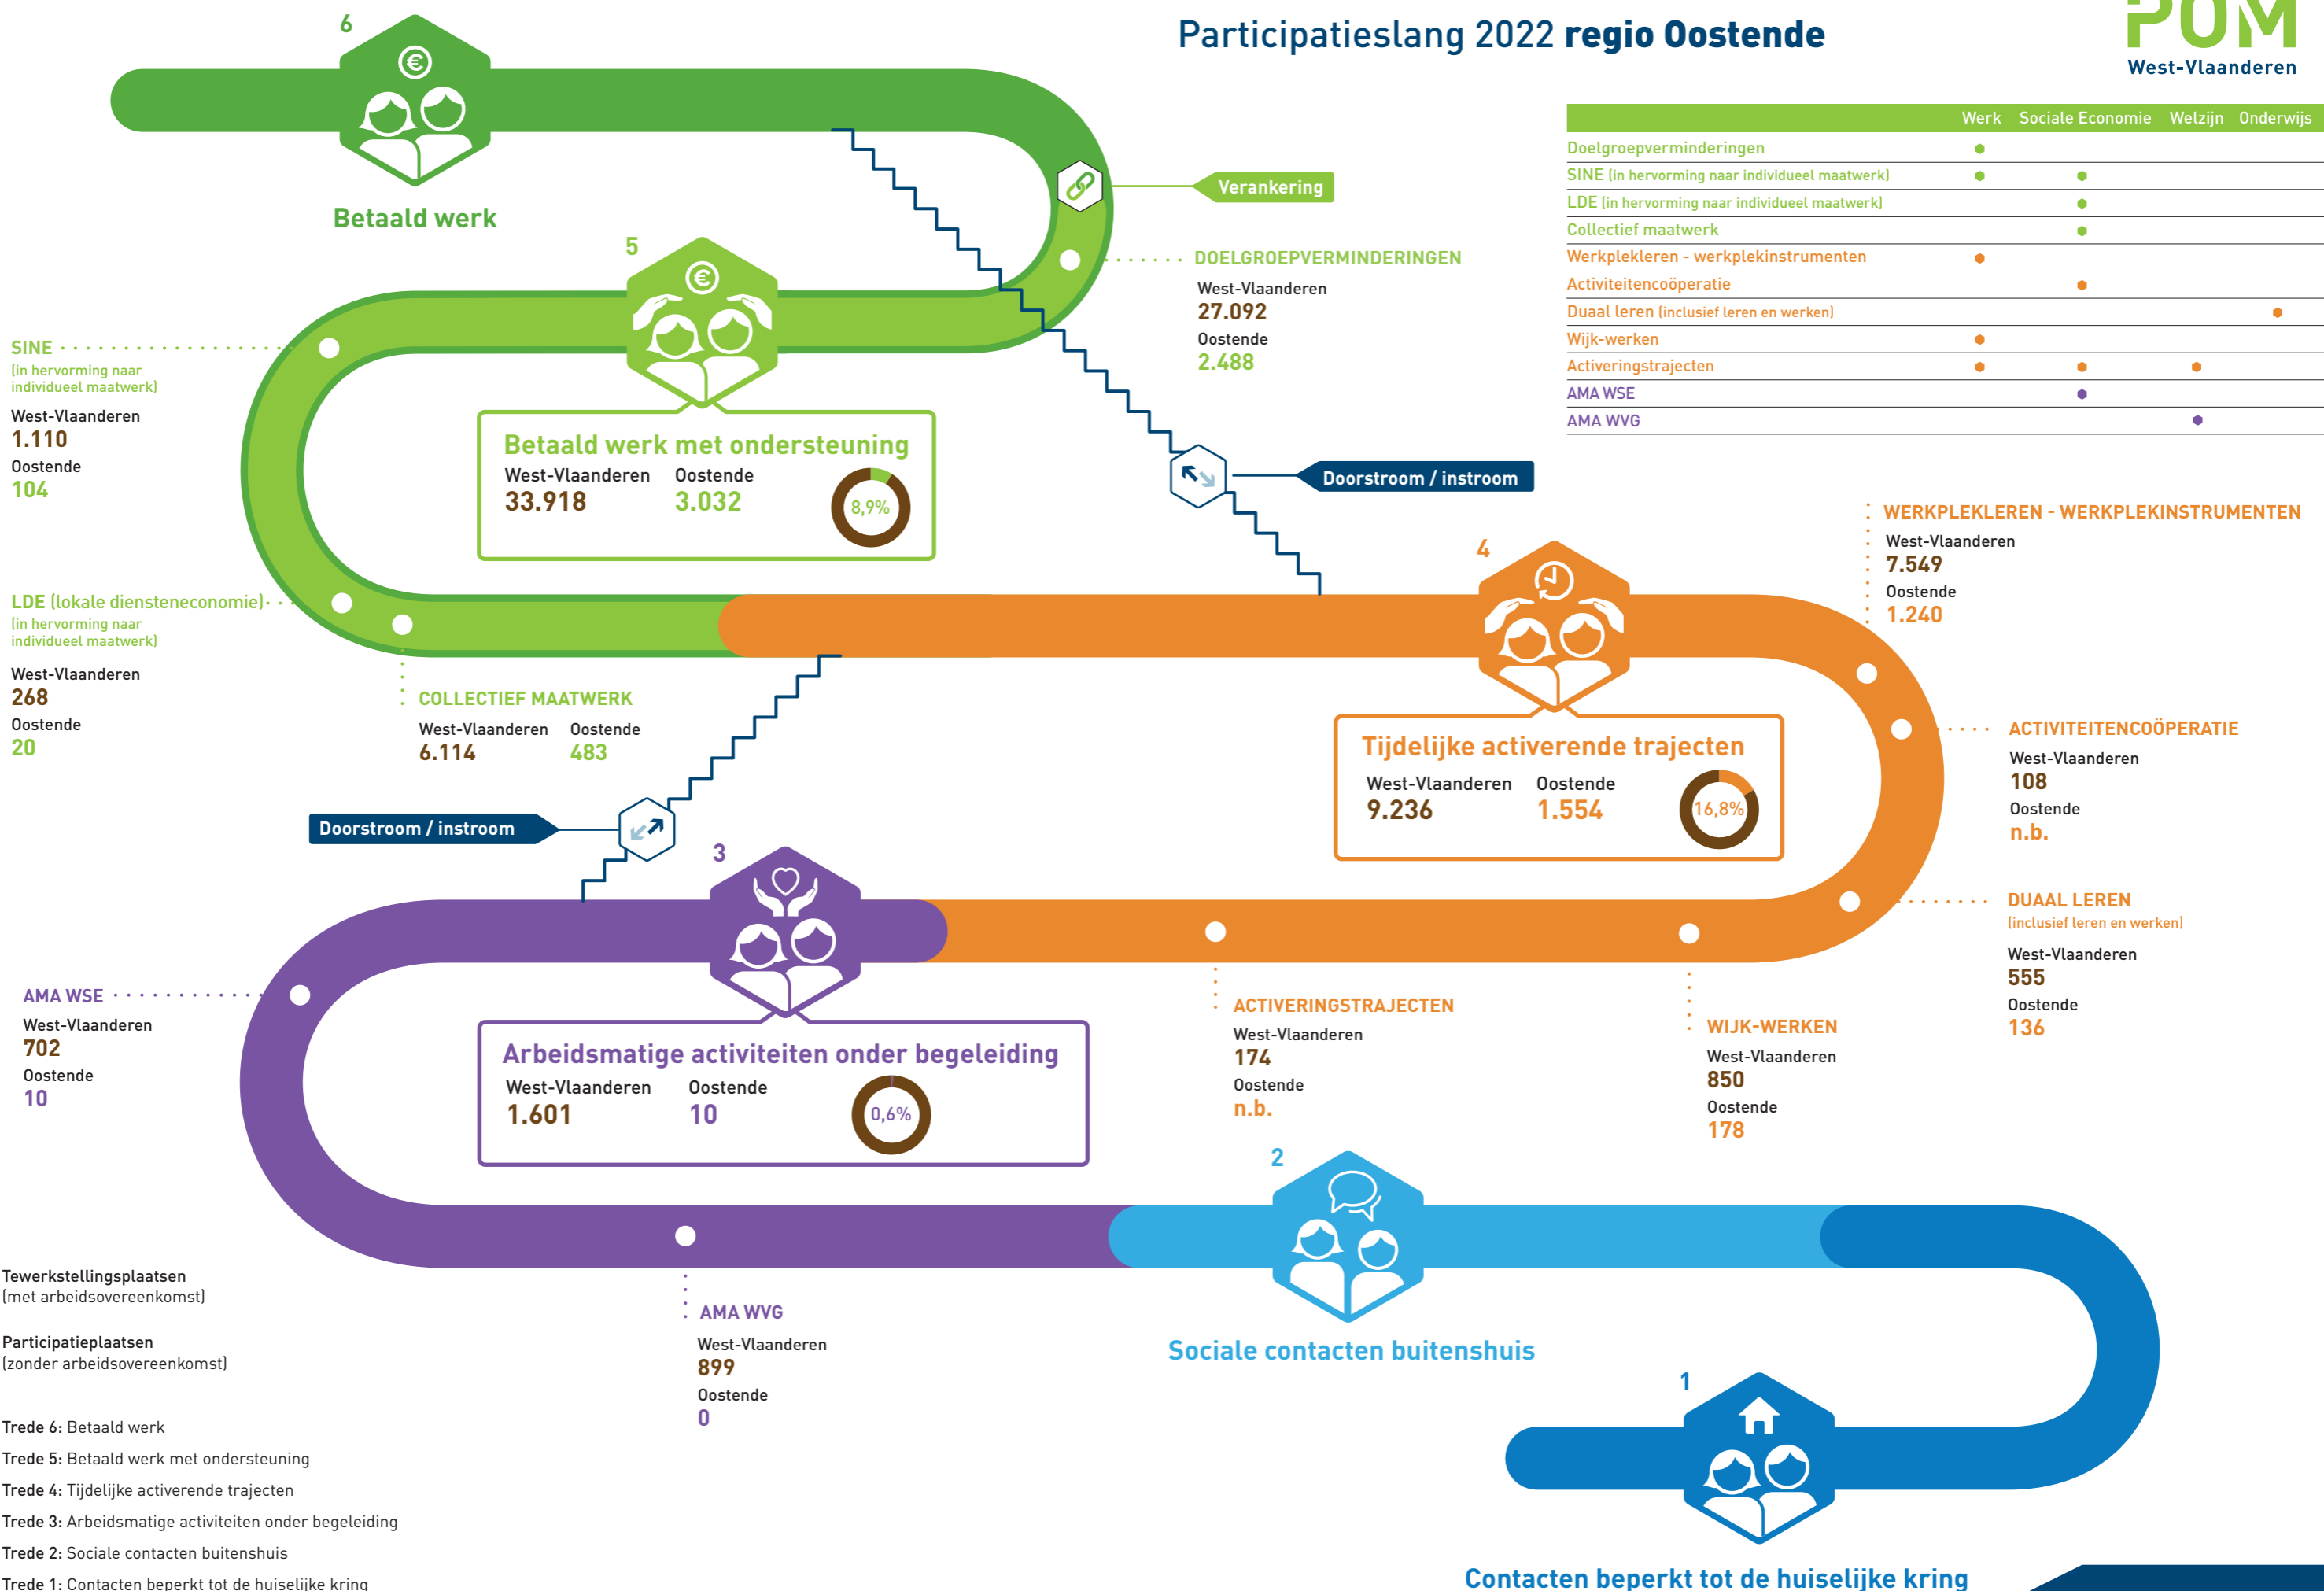 Participatieslang 2022 regio Oostende
POM
West-Vlaanderen
Werk Sociale Economie Welzijn Onderwijs
Doelgroepverminderingen
SINE (in hervorming naar individueel maatwerk)
LDE (in hervorming naar individueel maatwerk)
Collectief maatwerk
Werkplekleren - werkplekinstrumenten
Activiteitencoöperatie
Duaal leren (inclusief leren en werken)
Wijk-werken
Activeringstrajecten
AMA WSE
AMA WVG
6
€
Betaald werk
Verankering
5
€
DOELGROEPVERMINDERINGEN
West-Vlaanderen
27.092
Oostende
2.488
SINE
(in hervorming naar
individueel maatwerk)
West-Vlaanderen
1.110
Oostende
104
Betaald werk met ondersteuning
West-Vlaanderen Oostende
33.918 3.032
8,9%
Doorstroom / instroom
LDE (lokale diensteneconomie)
(in hervorming naar
individueel maatwerk)
West-Vlaanderen
268
Oostende
20
COLLECTIEF MAATWERK
West-Vlaanderen Oostende
6.114 483
4
WERKPLEKLEREN - WERKPLEKINSTRUMENTEN
West-Vlaanderen
7.549
Oostende
1.240
Tijdelijke activerende trajecten
West-Vlaanderen Oostende
9.236 1.554
16,8%
ACTIVITEITENCOÖPERATIE
West-Vlaanderen
108
Oostende
n.b.
Doorstroom / instroom
3
DUAAL LEREN
(inclusief leren en werken)
West-Vlaanderen
555
Oostende
136
AMA WSE
West-Vlaanderen
702
Oostende
10
Arbeidsmatige activiteiten onder begeleiding
West-Vlaanderen Oostende
1.601 10
0,6%
ACTIVERINGSTRAJECTEN
West-Vlaanderen
174
Oostende
n.b.
WIJK-WERKEN
West-Vlaanderen
850
Oostende
178
2
Sociale contacten buitenshuis
AMA WVG
West-Vlaanderen
899
Oostende
0
1
Contacten beperkt tot de huiselijke kring
Tewerkstellingsplaatsen
(met arbeidsovereenkomst)
Participatieplaatsen
(zonder arbeidsovereenkomst)
Trede 6: Betaald werk
Trede 5: Betaald werk met ondersteuning
Trede 4: Tijdelijke activerende trajecten
Trede 3: Arbeidsmatige activiteiten onder begeleiding
Trede 2: Sociale contacten buitenshuis
Trede 1: Contacten beperkt tot de huiselijke kring